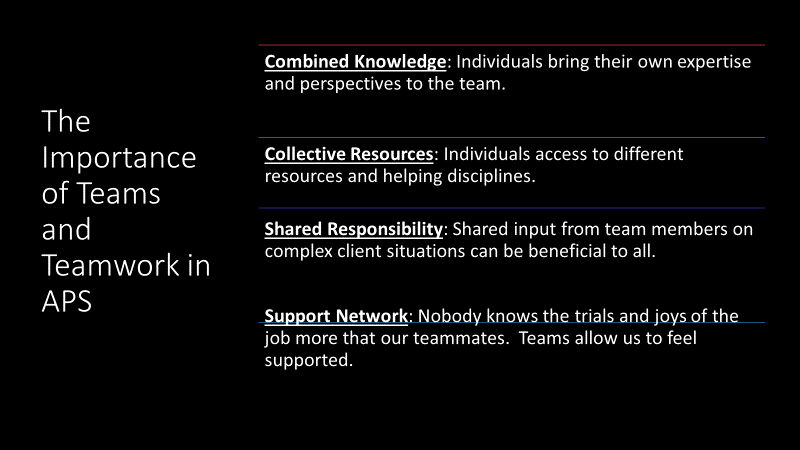 The
Importance
of Teams
and
Teamwork in
APS
Combined Knowledge: Individuals bring their own expertise
and perspectives to the team.
Collective Resources: Individuals access to different
resources and helping disciplines.
Shared Responsibility: Shared input from team members on
complex client situations can be beneficial to all.
Support Network: Nobody knows the trials and joys of the
job more that our teammates.  Teams allow us to feel
supported.